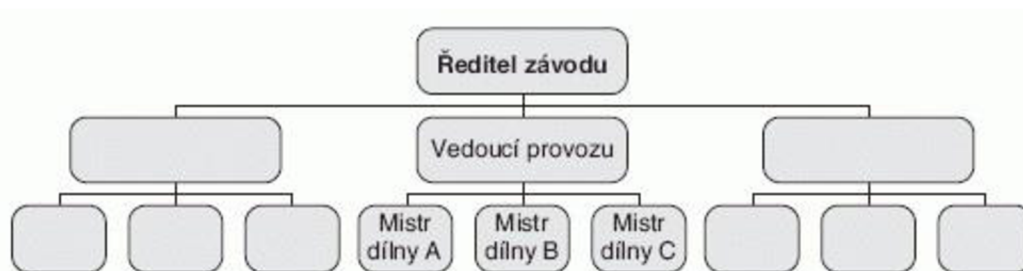 Ředitel závodu
Vedoucí provozu
Mistr
dílny A
Mistr
dílny B
Mistr
dílny C